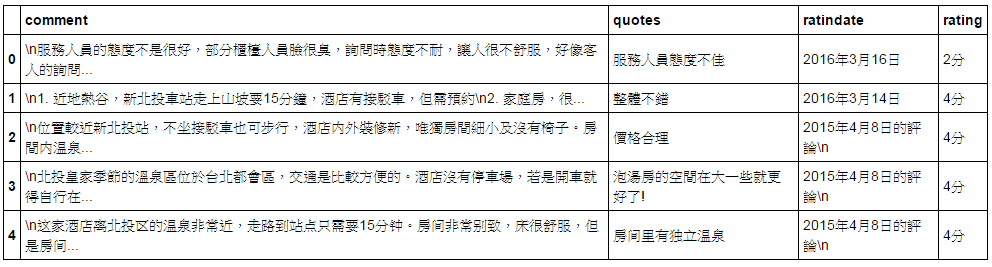 comment quotes ratindate rating
0 \n服務人員的態度不是很好，部分櫃檯人員臉很臭，詢問時態度不耐，讓人很不舒服，好像客人的詢問... 服務人員態度不佳 2016年3月16日 2分
1 \n1. 近地熱谷，新北投車站走上山坡要15分鐘，酒店有接駁車，但需預約\n2. 家庭房，很... 整體不錯 2016年3月14日 4分
2 \n位置較近新北投站，不坐接駁車也可步行，酒店內外裝修新，唯獨房間細小及沒有椅子。房間內温泉... 價格合理 2015年4月8日的評論\n 4分
3 \n北投皇家季節的溫泉區位於台北都會區，交通是比較方便的。酒店沒有停車場，若是開車就得自行在... 泡湯房的空間在大一些就更好了! 2015年4月8日的評論\n 4分
4 \n这家酒店离北投区的温泉非常近，走路到站点只需要15分钟。房间非常别致，床很舒服，但是房间... 房间里有独立温泉 2015年4月8日的評論\n 4分